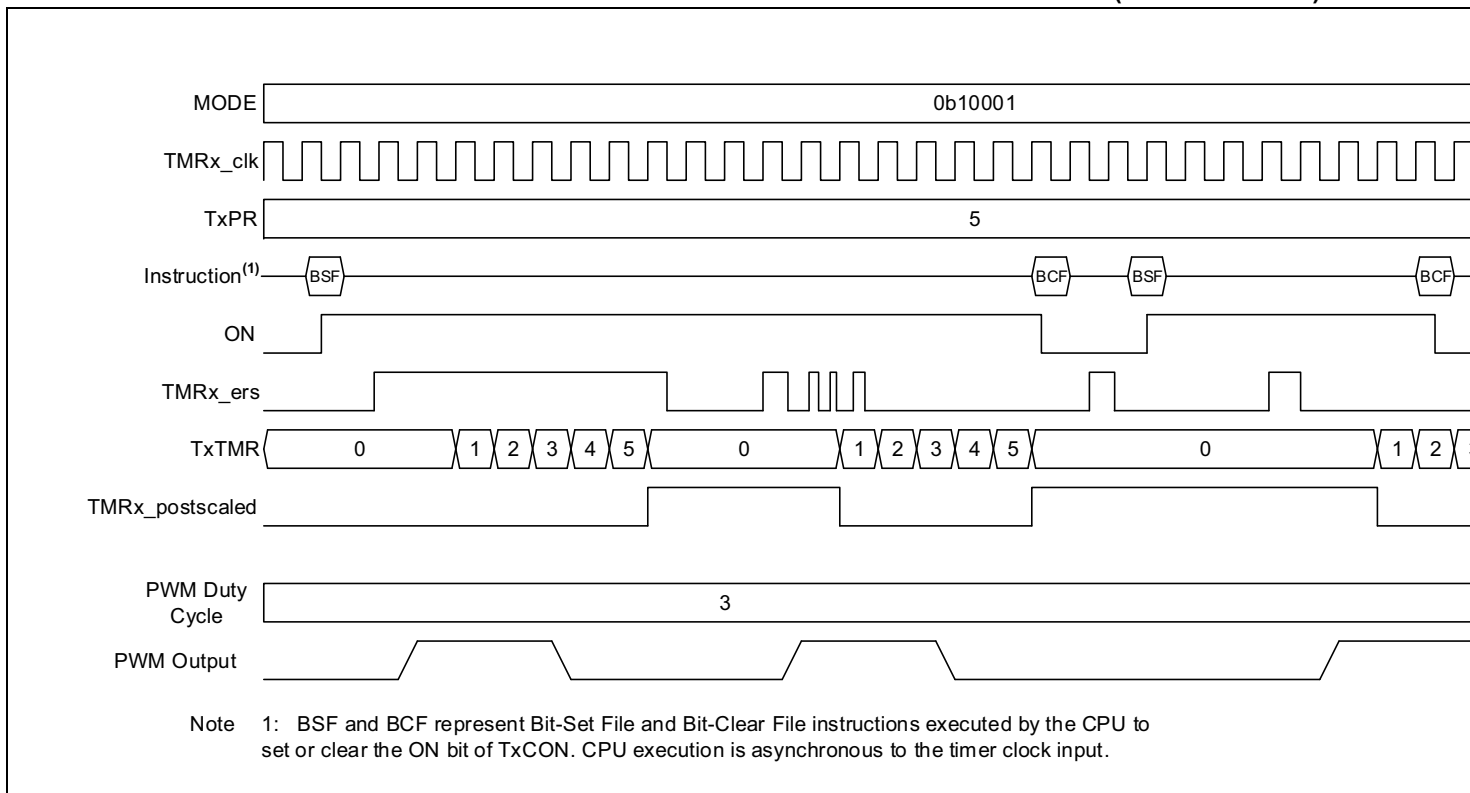 MODE 0b10001
TMRx_clk
TxPR 5
Instruction(1) BSF BCF BSF BCF
ON
TMRx_ers
TxTMR 0 1 2 3 4 5 0 1 2 3 4 5 0 1 2
TMRx_postscaled
PWM Duty
Cycle
3
PWM Output
Note 1: BSF and BCF represent Bit-Set File and Bit-Clear File instructions executed by the CPU to
set or clear the ON bit of TxCON. CPU execution is asynchronous to the timer clock input.